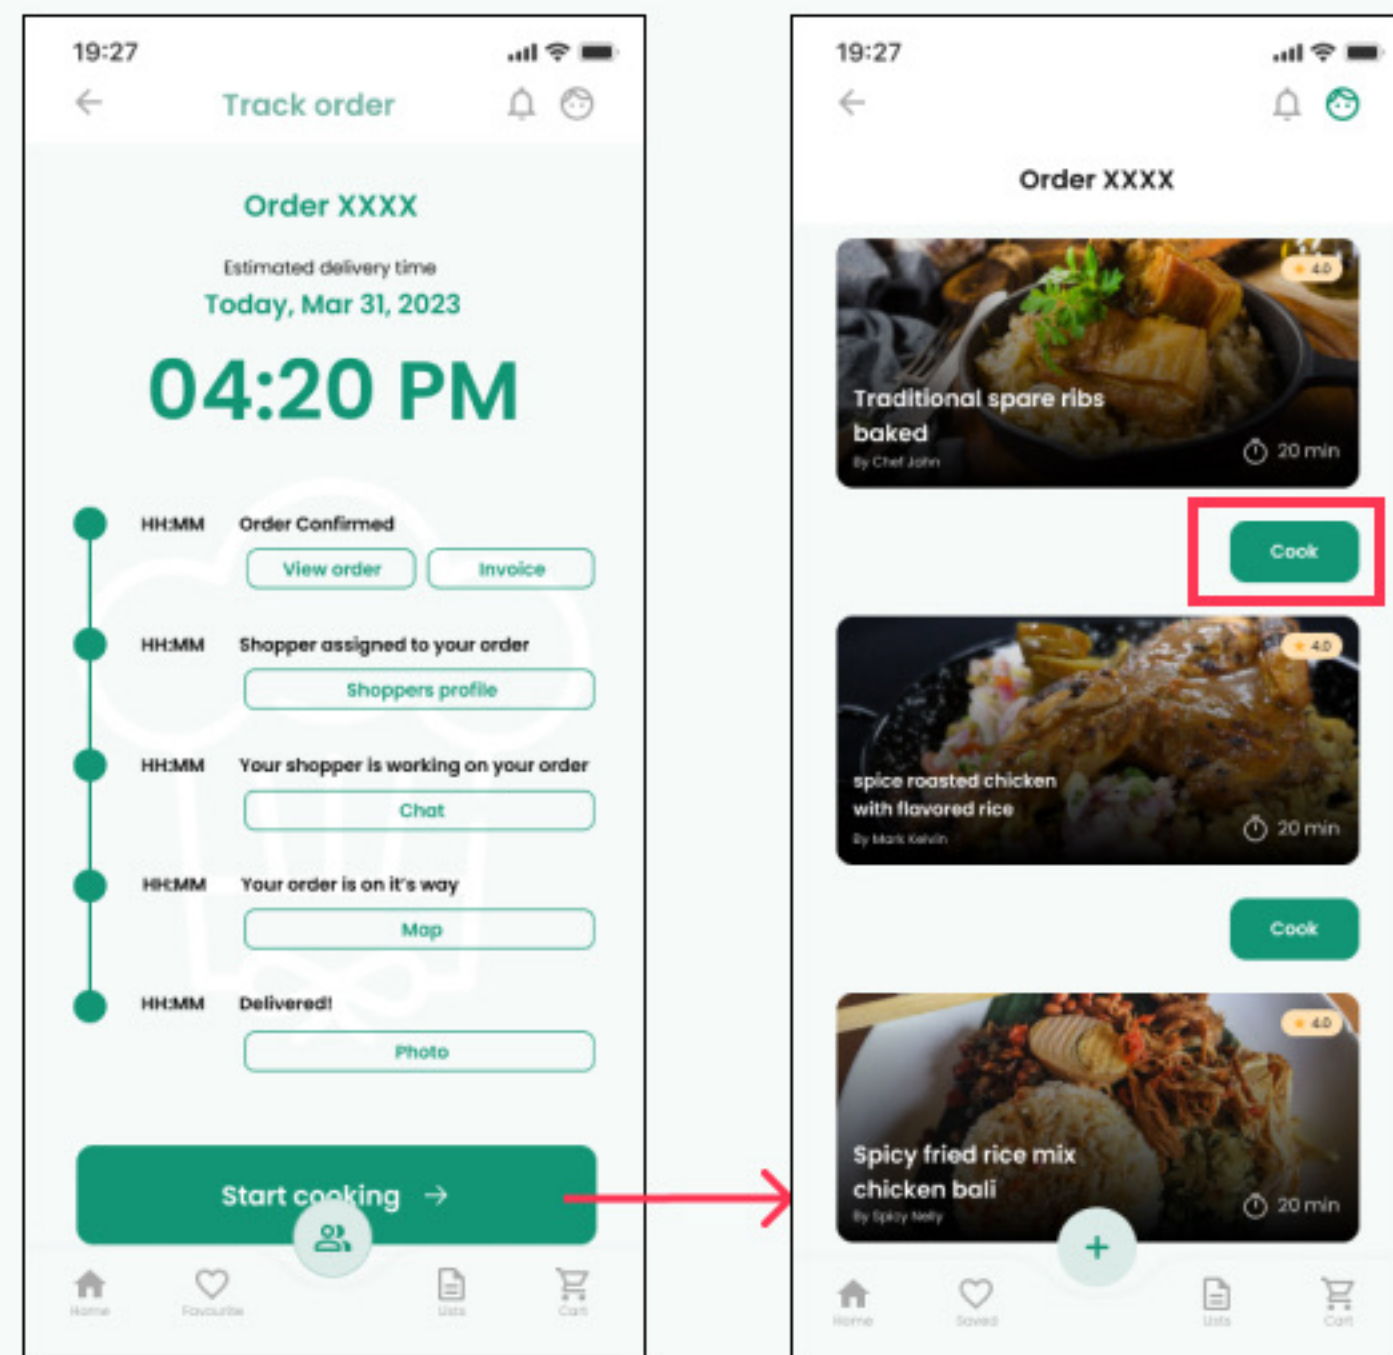 19:27
Track order
Order XXXX
Estimated delivery time
Today, Mar 31, 2023
04:20 PM
HH:MM Order Confirmed
View order Invoice
HH:MM Shopper assigned to your order
Shoppers profile
HH:MM Your shopper is working on your order
Chat
HH:MM Your order is on it's way
Map
HH:MM Delivered!
Photo
Start cooking
Home Favourite Lists Cart
19:27
Order XXXX
4.0
Traditional spare ribs
baked
By Chef John
20 min
Cook
4.0
spice roasted chicken
with flavored rice
By Mark Kelvin
20 min
Cook
4.0
Spicy fried rice mix
chicken bali
By Spicy Nelly
20 min
Home Saved Lists Cart